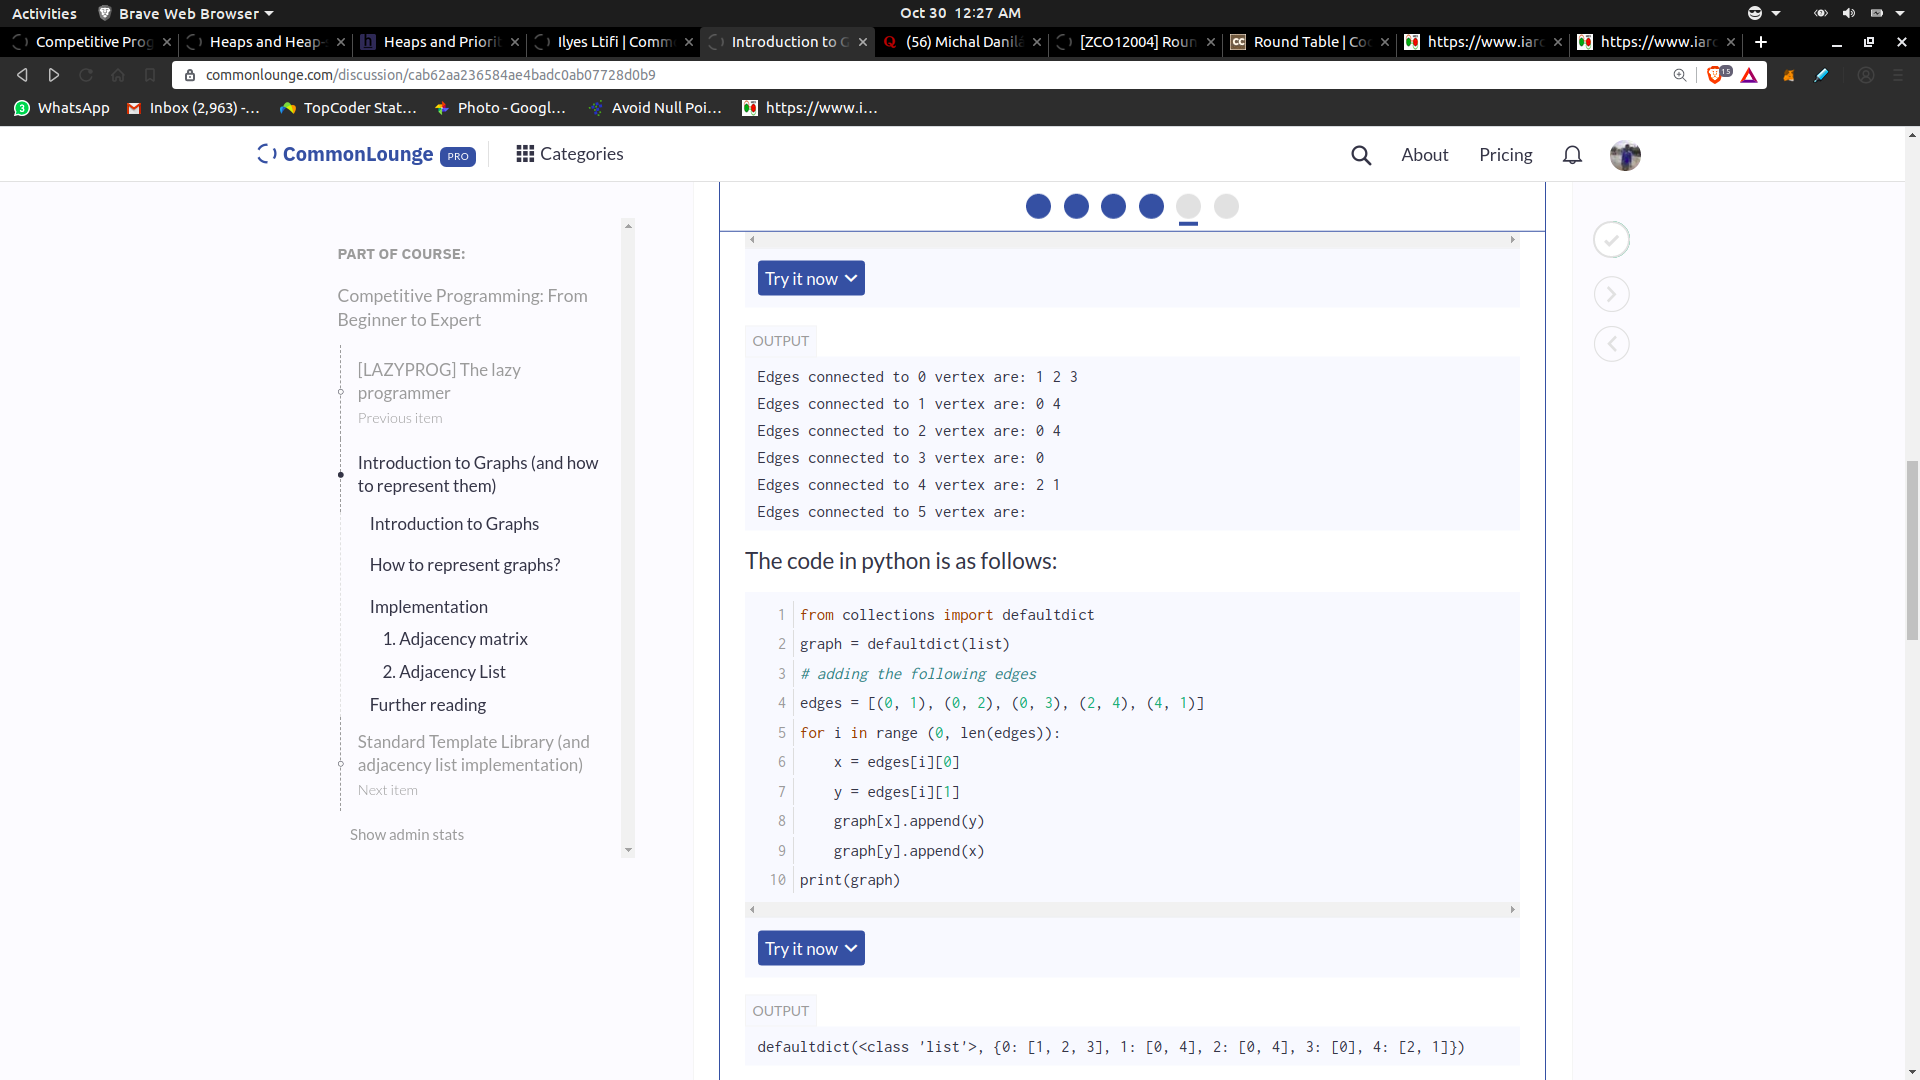 Activities
Brave Web Browser
Oct 30 12:27 AM
Competitive Prog
Heaps and Heap-
Heaps and Priorit
Ilyes Ltifi | Comm
Introduction to G
(56) Michal Danilá
[ZCO12004] Roun
Round Table | Co
https://www.iarc
https://www.iarc
commonlounge.com/discussion/cab62aa236584ae4badc0ab07728d0b9
15
WhatsApp
Inbox (2,963) -...
TopCoder Stat...
Photo - Googl...
Avoid Null Poi...
https://www.i...
CommonLounge PRO
Categories
About
Pricing
PART OF COURSE:
Competitive Programming: From
Beginner to Expert
[LAZYPROG] The lazy
programmer
Previous item
Introduction to Graphs (and how
to represent them)
Introduction to Graphs
How to represent graphs?
Implementation
1. Adjacency matrix
2. Adjacency List
Further reading
Standard Template Library (and
adjacency list implementation)
Next item
Show admin stats
Try it now
OUTPUT
Edges connected to 0 vertex are: 1 2 3
Edges connected to 1 vertex are: 0 4
Edges connected to 2 vertex are: 0 4
Edges connected to 3 vertex are: 0
Edges connected to 4 vertex are: 2 1
Edges connected to 5 vertex are:
The code in python is as follows:
1 from collections import defaultdict
2 graph = defaultdict(list)
3 # adding the following edges
4 edges = [(0, 1), (0, 2), (0, 3), (2, 4), (4, 1)]
5 for i in range (0, len(edges)):
6     x = edges[i][0]
7     y = edges[i][1]
8     graph[x].append(y)
9     graph[y].append(x)
10 print(graph)
Try it now
OUTPUT
defaultdict(<class 'list'>, {0: [1, 2, 3], 1: [0, 4], 2: [0, 4], 3: [0], 4: [2, 1]})